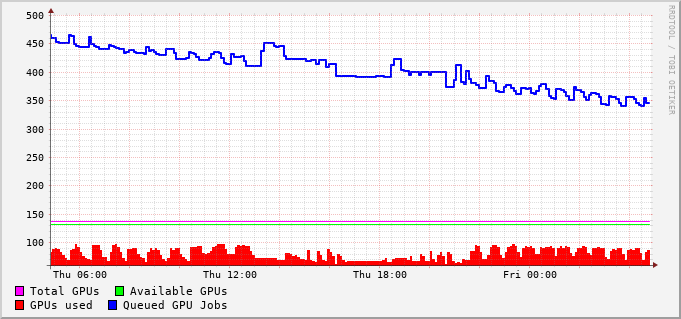 500
450
400
350
300
250
200
150
100
Thu 06:00 Thu 12:00 Thu 18:00 Fri 00:00
Total GPUs Available GPUs
GPUs used Queued GPU Jobs
RRDTOOL / TOBI OETIKER